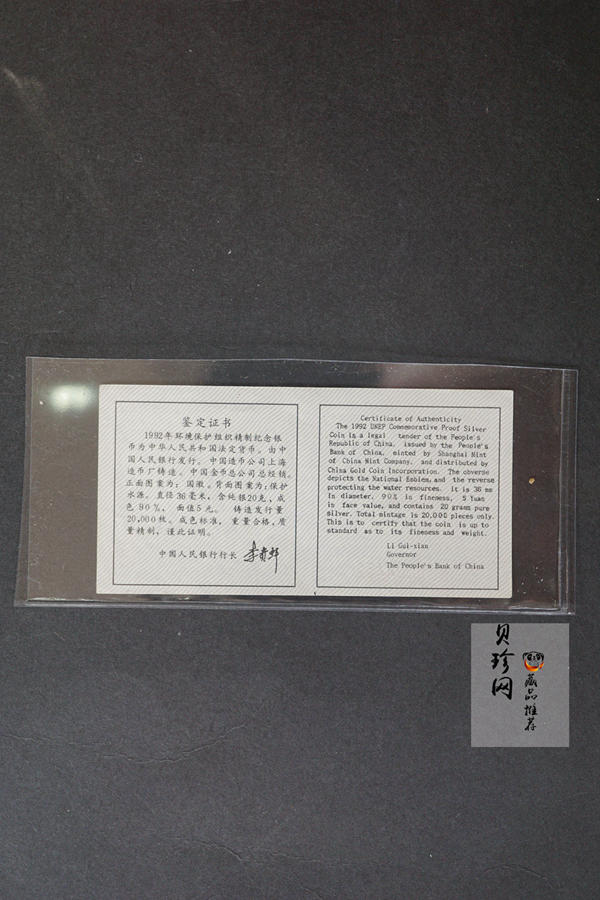 鉴定证书
1992年环境保护组织精制纪念银
币为中华人民共和国法定货币。由中
国人民银行发行。中国造币公司上海
造币厂铸造。中国金币总公司总经销。
正面图案为：国徽。背面图案为：保护
水源。直径36毫米，含纯银20克，成
色90%，面值5元。铸造发行量
20,000枚。成色标准，重量合格，质
量精制，谨此证明。
中国人民银行行长 李贵鲜
Certificate of Authenticity
The 1992 UNEP Commemorative Proof Silver
Coin is a legal tender of the People's
Republic of China, issued by the People's
Bank of China, minted by Shanghai Mint
of China Mint Company, and distributed by
China Gold Coin Incorporation. The obverse
depicts the National Emblem, and the reverse
protecting the water resources. It is 36 mm
in diameter, 90% in fineness, 5 Yuan
in face value, and contains 20 gram pure
silver. Total mintage is 20,000 pieces only.
This is to certify that the coin is up to
standard as to its fineness and weight.
Li Gui-xian
Governor
The People's Bank of China
贝珍网
藏品推荐